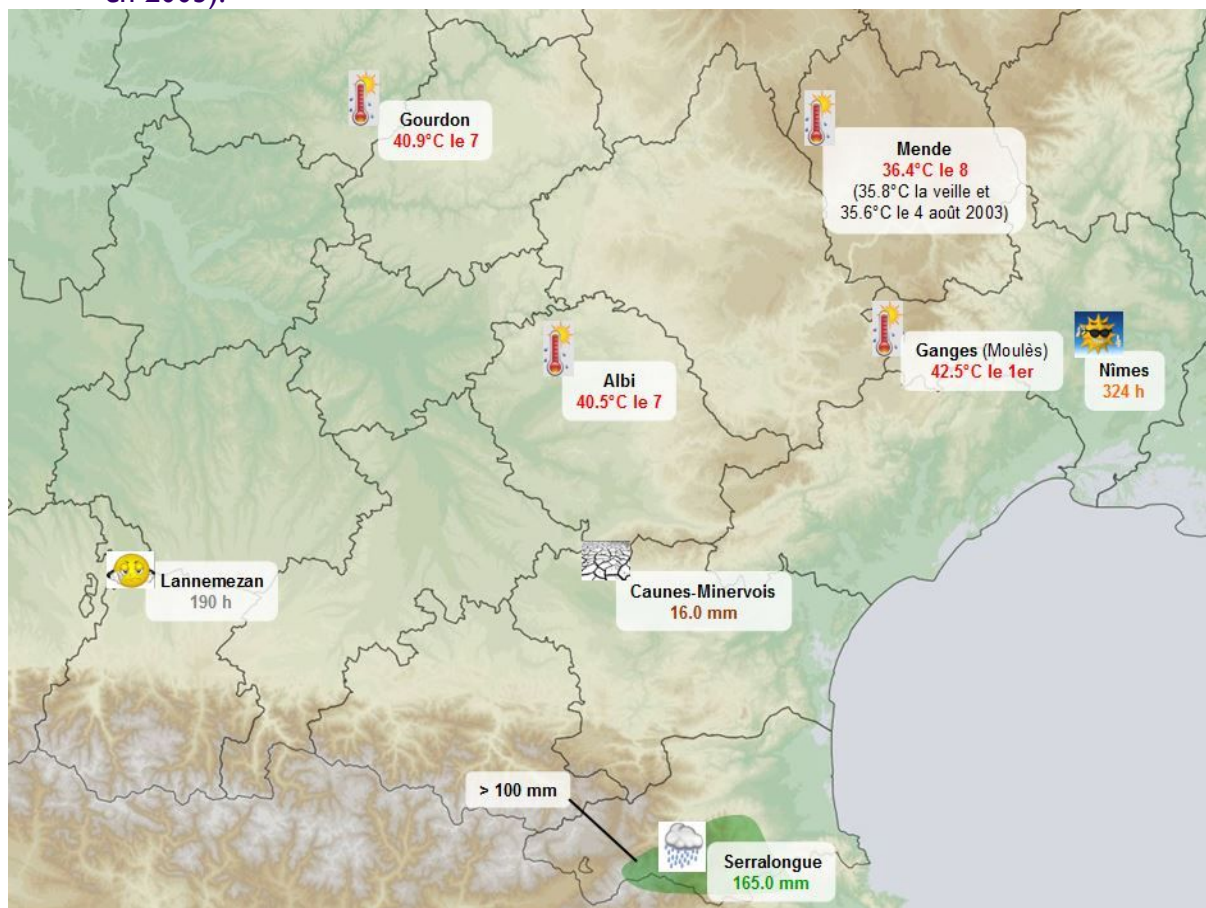 en 2003).
Gourdon
40.9°C le 7
Mende
36.4°C le 8
(35.8°C la veille et
35.6°C le 4 août 2003)
Ganges (Moulès)
42.5°C le 1er
Nîmes
324 h
Albi
40.5°C le 7
Lannemezan
190 h
Caunes-Minervois
16.0 mm
> 100 mm
Serralongue
165.0 mm